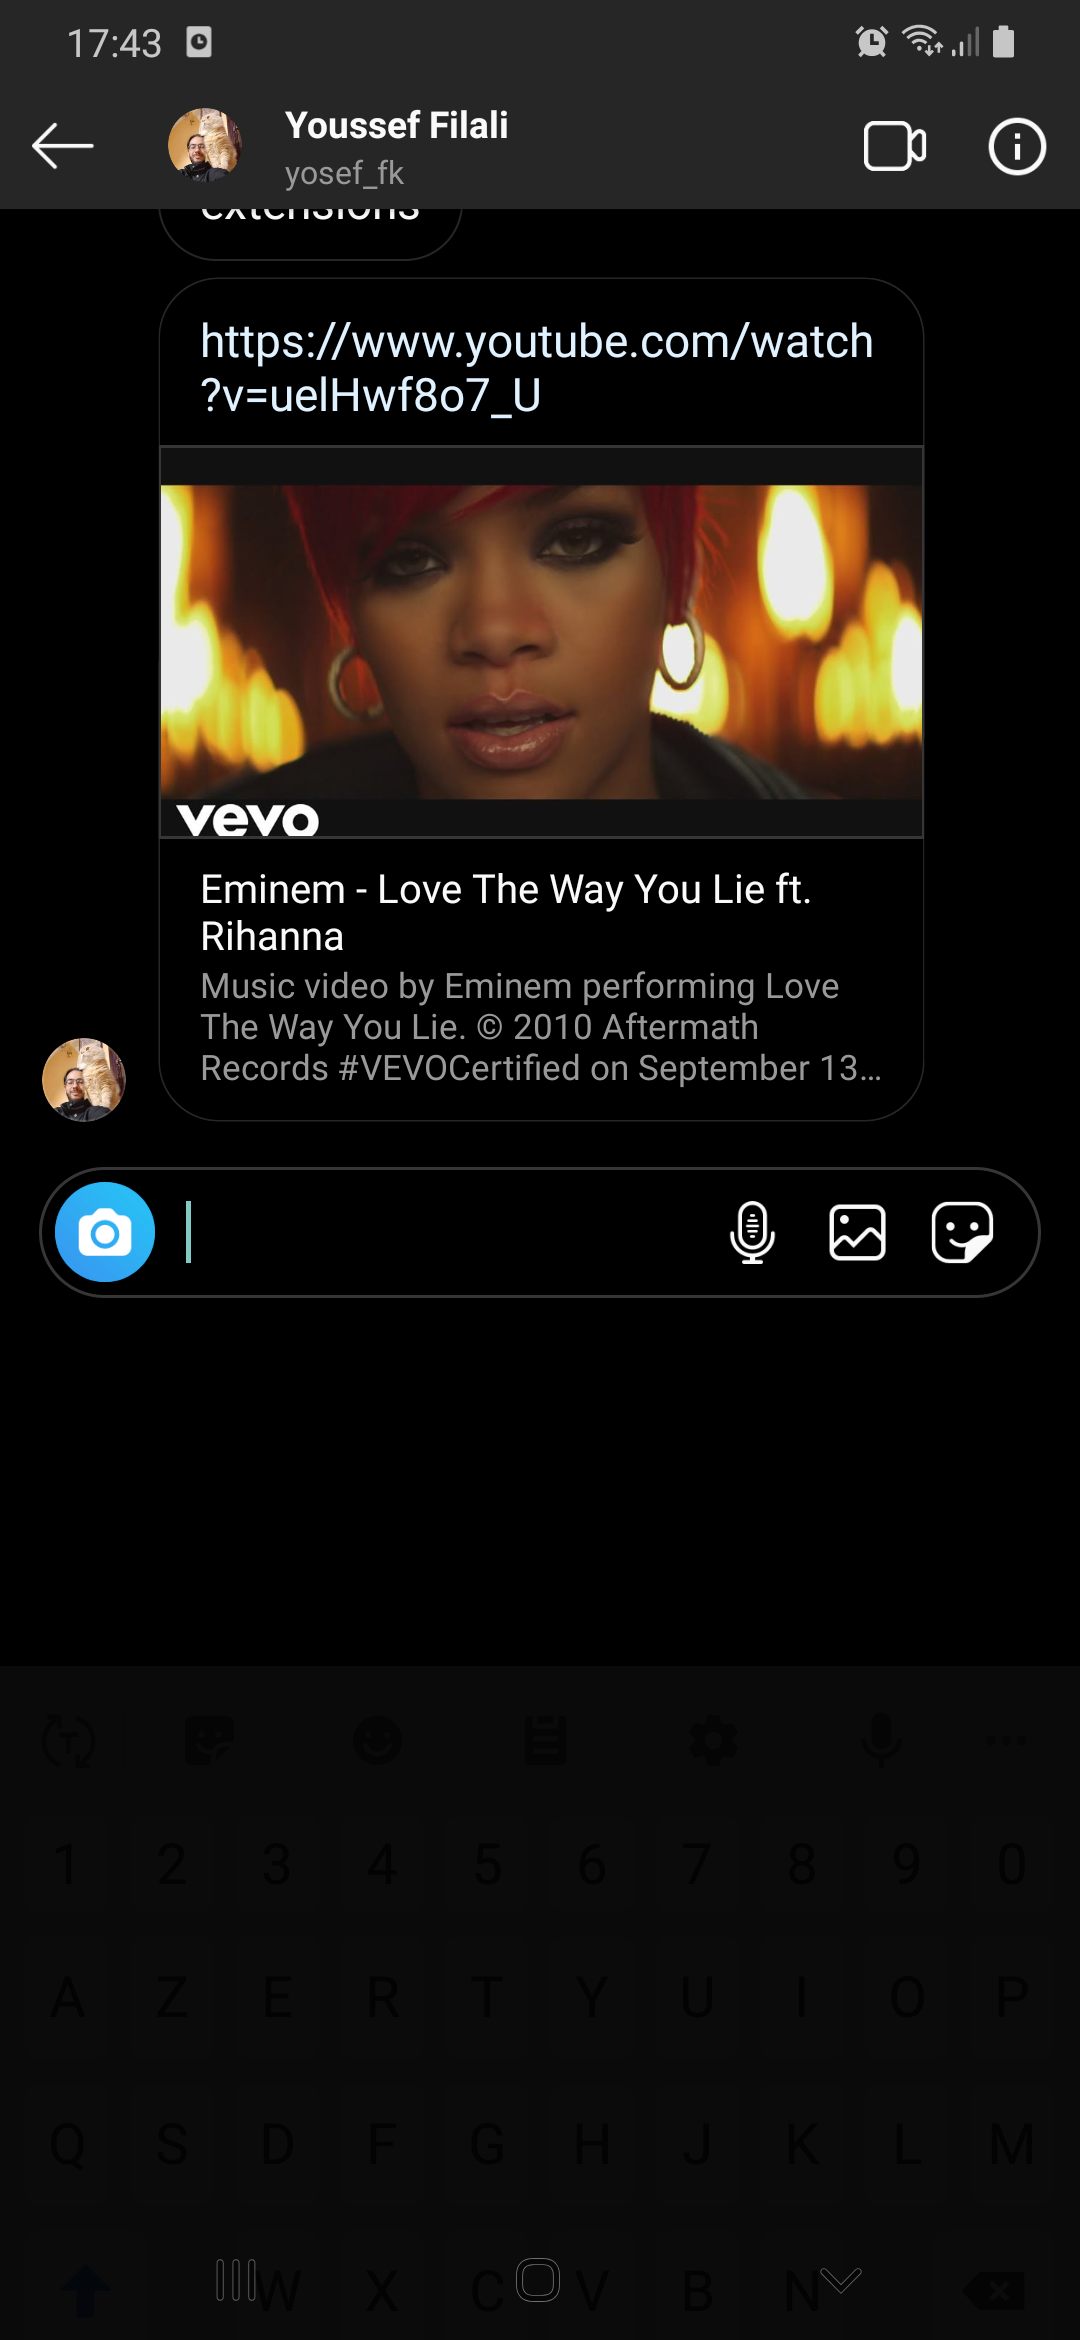 17:43
Youssef Filali
yosef_fk
extensions
https://www.youtube.com/watch
?v=uelHwf8o7_U
vevo
Eminem - Love The Way You Lie ft.
Rihanna
Music video by Eminem performing Love
The Way You Lie. © 2010 Aftermath
Records #VEVOCertified on September 13...
T
1 2 3 4 5 6 7 8 9 0
A Z E R T Y U I O P
Q S D F G H J K L M
W X C V B N